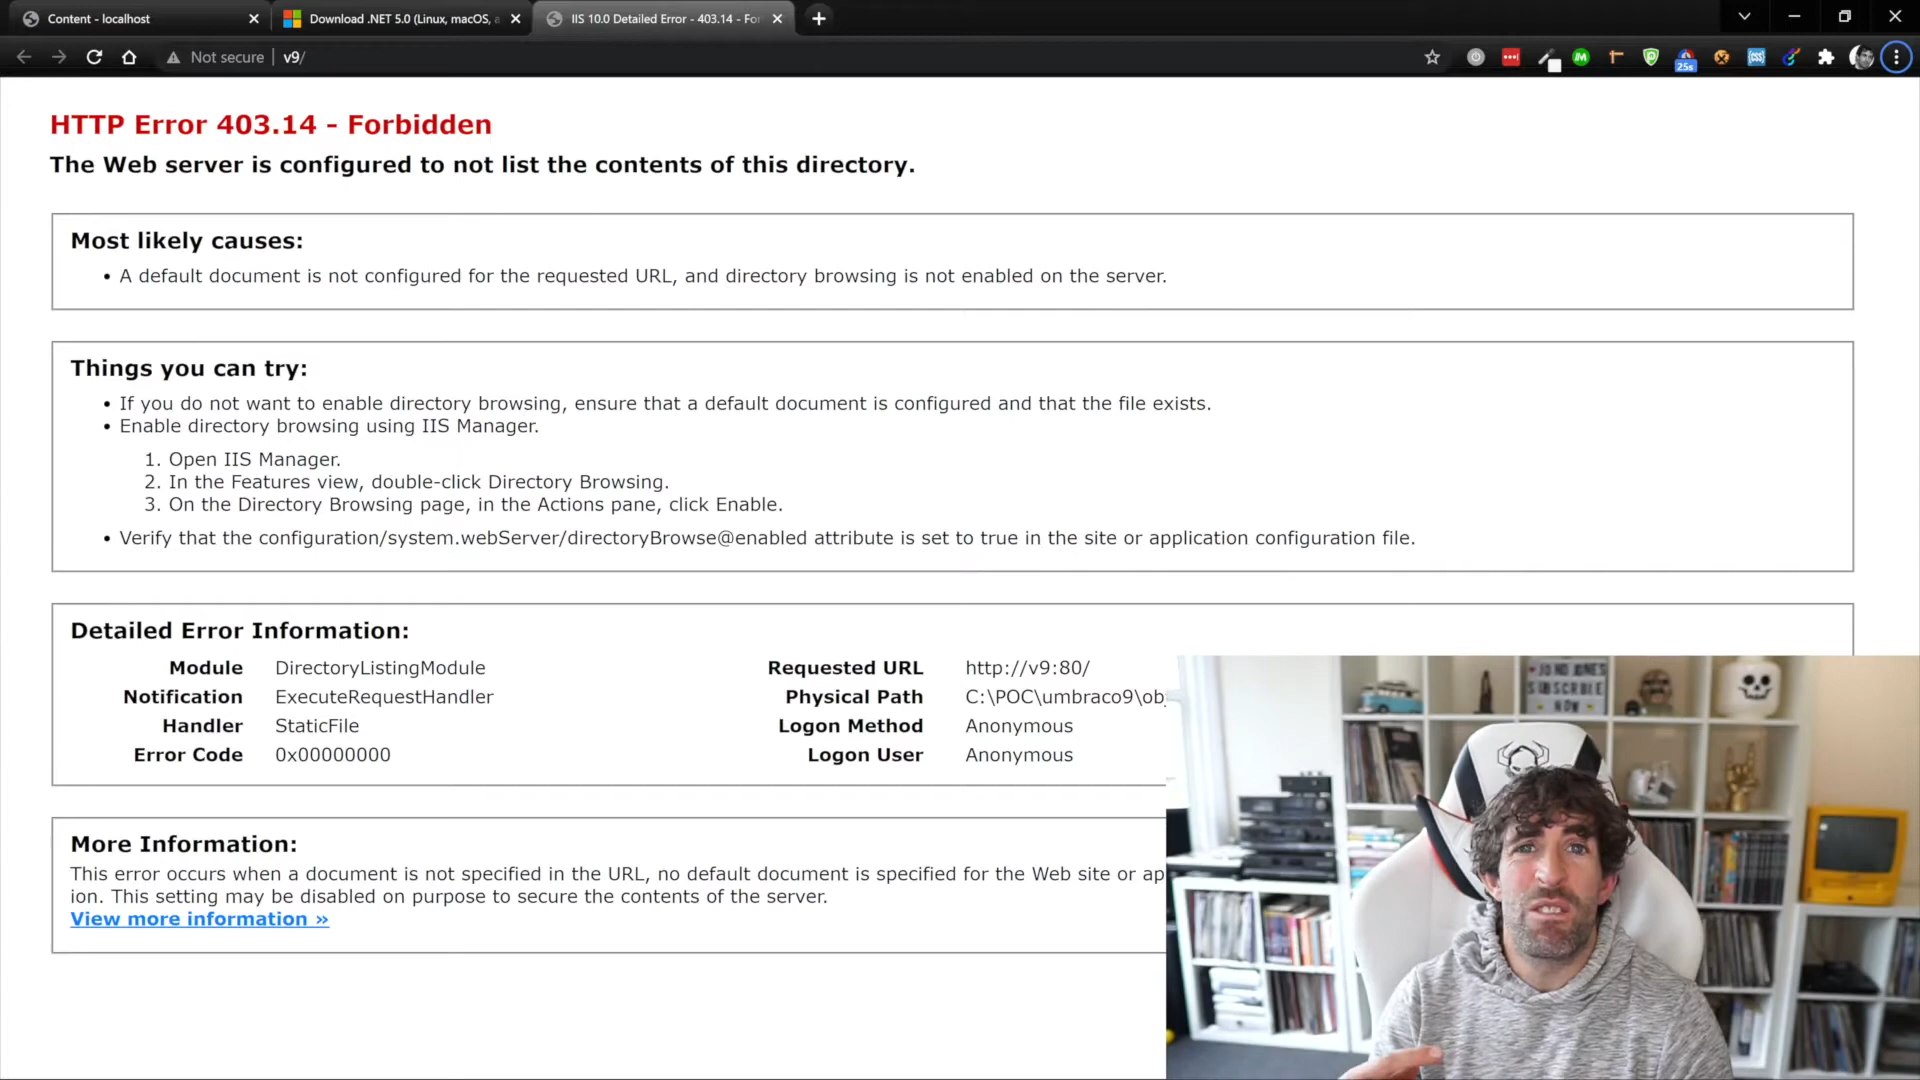 Content - localhost
Download .NET 5.0 (Linux, macOS, a
IIS 10.0 Detailed Error - 403.14 - For
Not secure
v9/
25s
{css}
HTTP Error 403.14 - Forbidden
The Web server is configured to not list the contents of this directory.
Most likely causes:
• A default document is not configured for the requested URL, and directory browsing is not enabled on the server.
Things you can try:
• If you do not want to enable directory browsing, ensure that a default document is configured and that the file exists.
• Enable directory browsing using IIS Manager.
1. Open IIS Manager.
2. In the Features view, double-click Directory Browsing.
3. On the Directory Browsing page, in the Actions pane, click Enable.
• Verify that the configuration/system.webServer/directoryBrowse@enabled attribute is set to true in the site or application configuration file.
Detailed Error Information:
Module DirectoryListingModule
Notification ExecuteRequestHandler
Handler StaticFile
Error Code 0x00000000
Requested URL http://v9:80/
Physical Path C:\POC\umbraco9\ob
Logon Method Anonymous
Logon User Anonymous
More Information:
This error occurs when a document is not specified in the URL, no default document is specified for the Web site or ap
ion. This setting may be disabled on purpose to secure the contents of the server.
View more information »
JONES
SUBSCRIBE
NOW